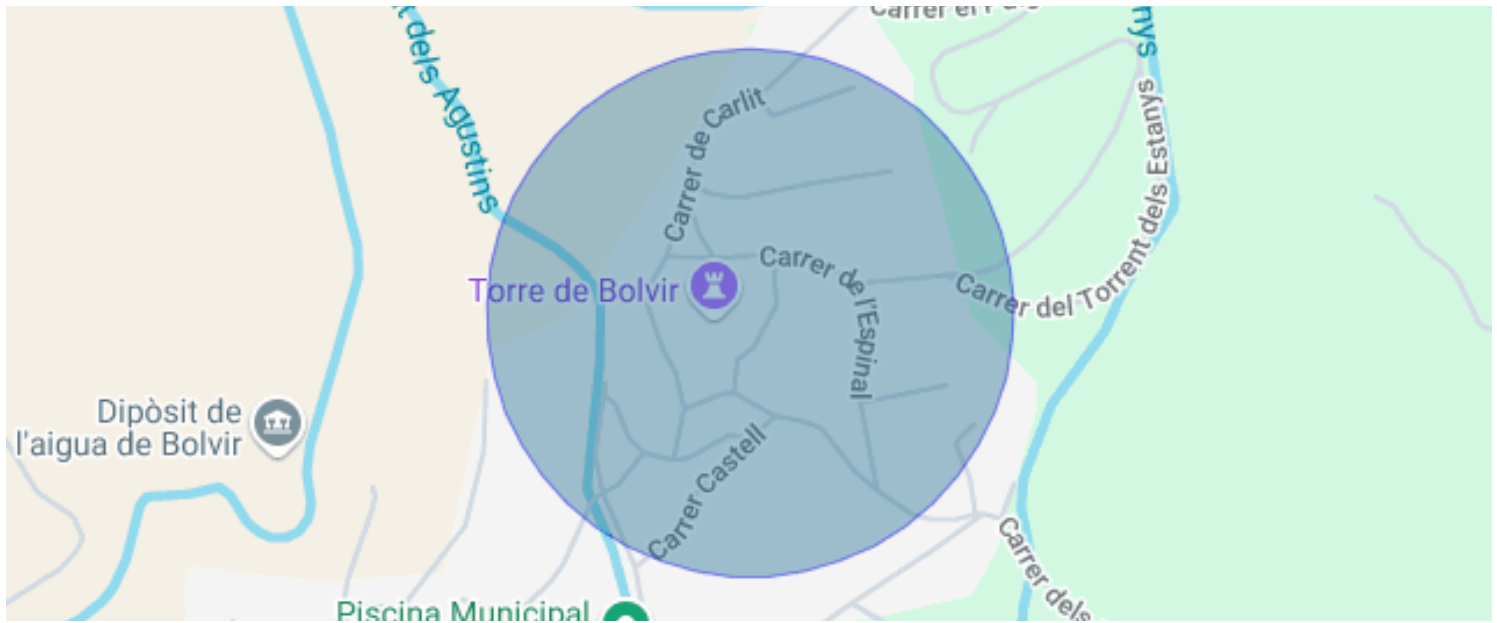 t dels Agustins
Carrer el Puig
nys
Carrer de Carlit
Carrer del Torrent dels Estanys
Carrer de l'Espinal
Torre de Bolvir
Dipòsit de
l'aigua de Bolvir
Carrer Castell
Carrer dels
Piscina Municipal